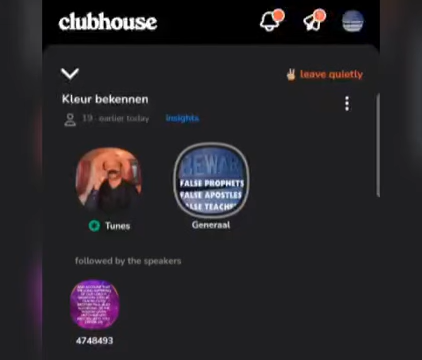 clubhouse
✌🏼 leave quietly
Kleur bekennen
19 · earlier today insights
BEWARE
FALSE PROPHETS
FALSE APOSTLES
FALSE TEACH
Tunes
Generaal
followed by the speakers
4748493